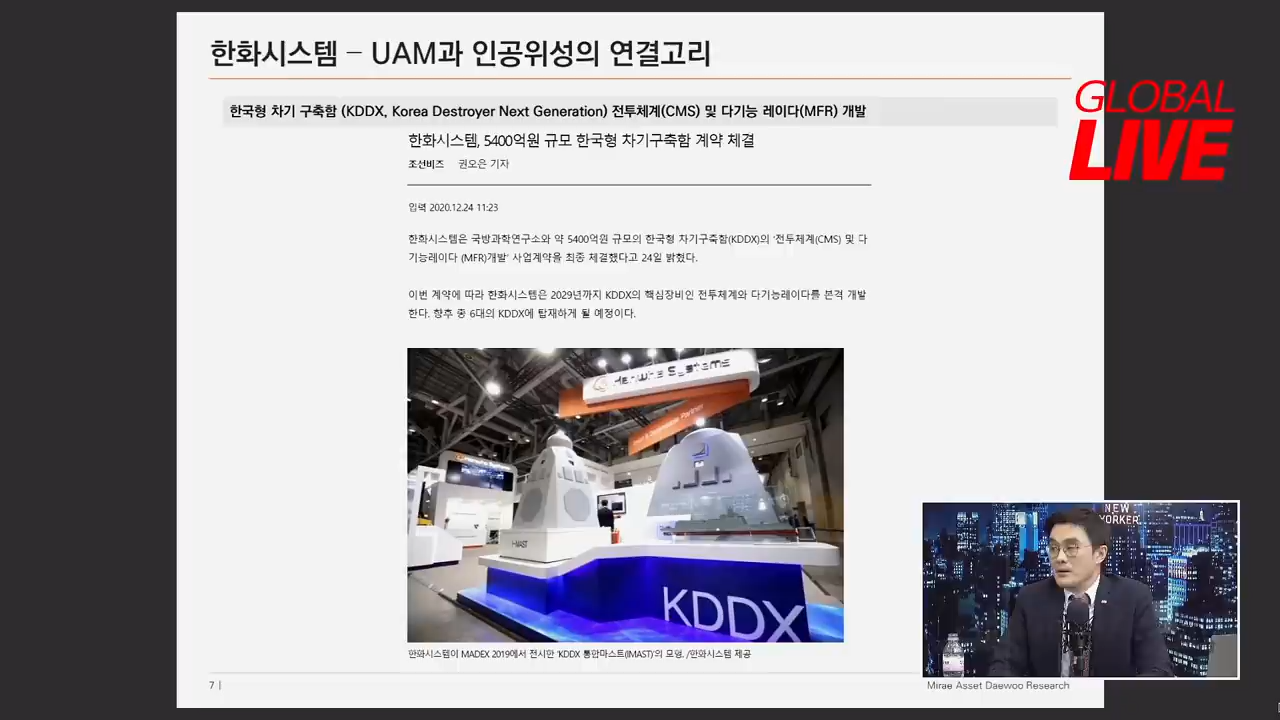 한화시스템 – UAM과 인공위성의 연결고리
GLOBAL
LIVE
한국형 차기 구축함 (KDDX, Korea Destroyer Next Generation) 전투체계(CMS) 및 다기능 레이다(MFR) 개발
한화시스템, 5400억원 규모 한국형 차기구축함 계약 체결
조선비즈 권오은 기자
입력 2020.12.24 11:23
한화시스템은 국방과학연구소와 약 5400억원 규모의 한국형 차기구축함(KDDX)의 '전투체계(CMS) 및 다
기능레이다 (MFR)개발' 사업계약을 최종 체결했다고 24일 밝혔다.
이번 계약에 따라 한화시스템은 2029년까지 KDDX의 핵심장비인 전투체계와 다기능레이다를 본격 개발
한다. 향후 총 6대의 KDDX에 탑재하게 될 예정이다.
Hanwha Systems
KDDX
한화시스템이 MADEX 2019에서 전시한 'KDDX 통합마스트(IMAST)'의 모형. /한화시스템 제공
NEW
YORKER
7 |
Mirae Asset Daewoo Research